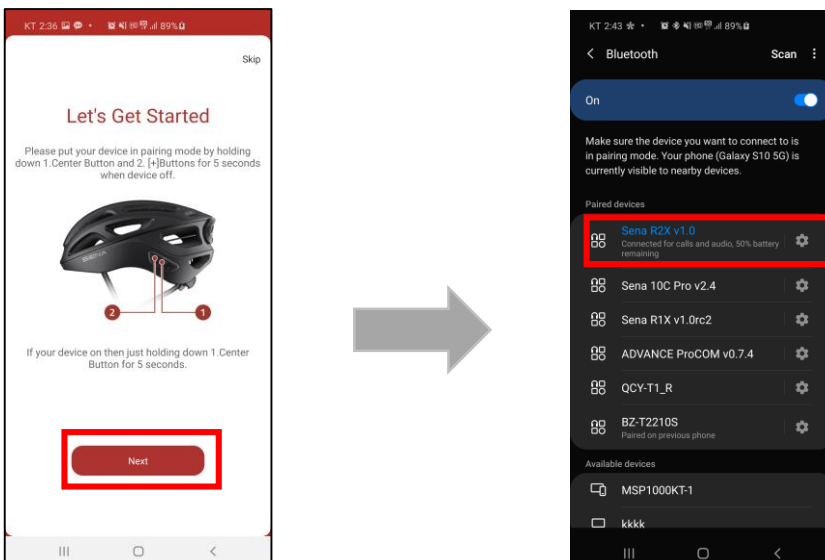 KT 2:36 89%
Skip
Let's Get Started
Please put your device in pairing mode by holding
down 1.Center Button and 2. [+]Buttons for 5 seconds
when device off.
SENA
2 1
If your device on then just holding down 1.Center
Button for 5 seconds.
Next
KT 2:43 89%
Bluetooth Scan
On
Make sure the device you want to connect to is
in pairing mode. Your phone (Galaxy S10 5G) is
currently visible to nearby devices.
Paired devices
Sena R2X v1.0
Connected for calls and audio, 50% battery
remaining
Sena 10C Pro v2.4
Sena R1X v1.0rc2
ADVANCE ProCOM v0.7.4
QCY-T1_R
BZ-T2210S
Paired on previous phone
Available devices
MSP1000KT-1
kkkk